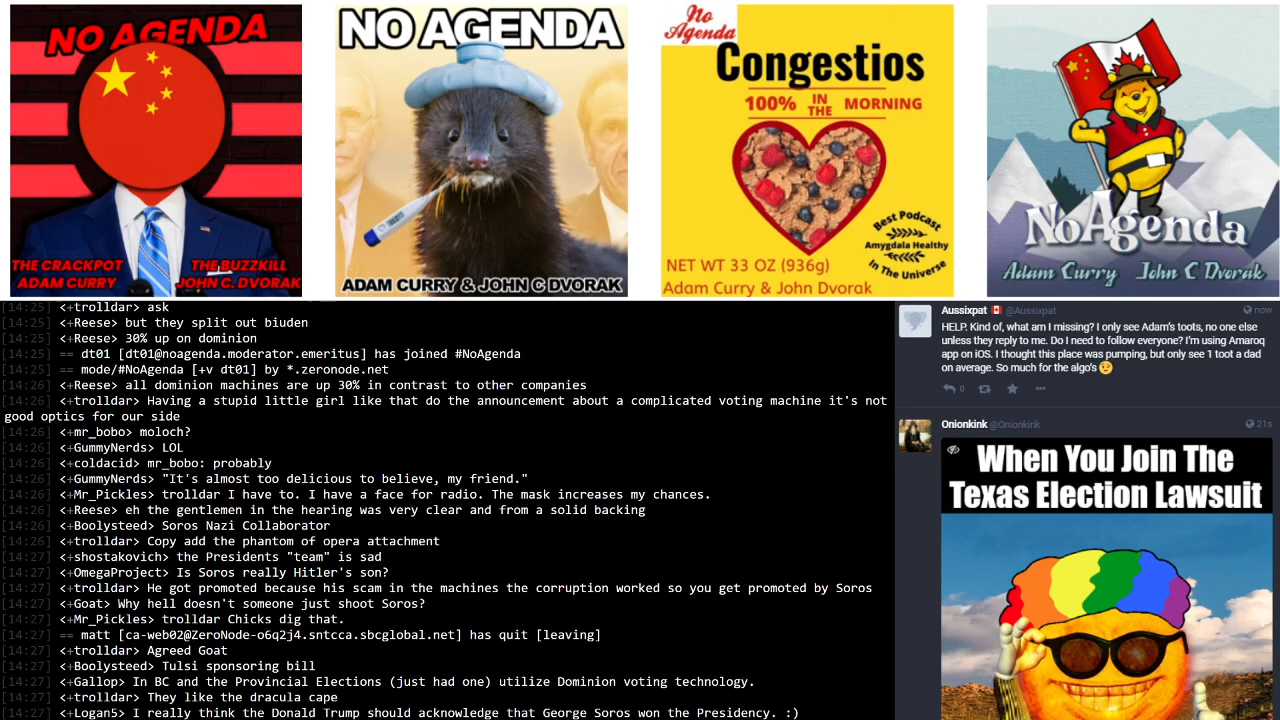 NO AGENDA
THE CRACKPOT
ADAM CURRY
THE BUZZKILL
JOHN C. DVORAK
NO AGENDA
ADAM CURRY & JOHN C DVORAK
No
Agenda
Congestios
100% IN THE MORNING
Best Podcast
Amygdala Healthy
In The Universe
NET WT 33 OZ (936g)
Adam Curry & John Dvorak
No Agenda
Adam Curry John C Dvorak
[14:25] <+trolldar> ask
[14:25] <+Reese> but they split out biuden
[14:25] <+Reese> 30% up on dominion
[14:25] == dt01 [dt01@noagenda.moderator.emeritus] has joined #NoAgenda
[14:25] == mode/#NoAgenda [+v dt01] by *.zeronode.net
[14:26] <+Reese> all dominion machines are up 30% in contrast to other companies
[14:26] <+trolldar> Having a stupid little girl like that do the announcement about a complicated voting machine it's not
good optics for our side
[14:26] <+mr_bobo> moloch?
[14:26] <+GummyNerds> LOL
[14:26] <+coldacid> mr_bobo: probably
[14:26] <+GummyNerds> "It's almost too delicious to believe, my friend."
[14:26] <+Mr_Pickles> trolldar I have to. I have a face for radio. The mask increases my chances.
[14:26] <+Reese> eh the gentlemen in the hearing was very clear and from a solid backing
[14:26] <+Boolysteed> Soros Nazi Collaborator
[14:26] <+trolldar> Copy add the phantom of opera attachment
[14:27] <+shostakovich> the Presidents "team" is sad
[14:27] <+OmegaProject> Is Soros really Hitler's son?
[14:27] <+trolldar> He got promoted because his scam in the machines the corruption worked so you get promoted by Soros
[14:27] <+Goat> Why hell doesn't someone just shoot Soros?
[14:27] <+Mr_Pickles> trolldar Chicks dig that.
[14:27] == matt [ca-web02@ZeroNode-o6q2j4.sntcca.sbcglobal.net] has quit [leaving]
[14:27] <+trolldar> Agreed Goat
[14:27] <+Boolysteed> Tulsi sponsoring bill
[14:27] <+Gallop> In BC and the Provincial Elections (just had one) utilize Dominion voting technology.
[14:27] <+trolldar> They like the dracula cape
[14:27] <+Logan5> I really think the Donald Trump should acknowledge that George Soros won the Presidency. :)
Aussixpat 🇨🇦 @Aussixpat now
HELP. Kind of, what am I missing? I only see Adam's toots, no one else
unless they reply to me. Do I need to follow everyone? I'm using Amaroq
app on iOS. I thought this place was pumping, but only see 1 toot a dad
on average. So much for the algo's 🤨
0
Onionkink @Onionkink 21s
When You Join The
Texas Election Lawsuit